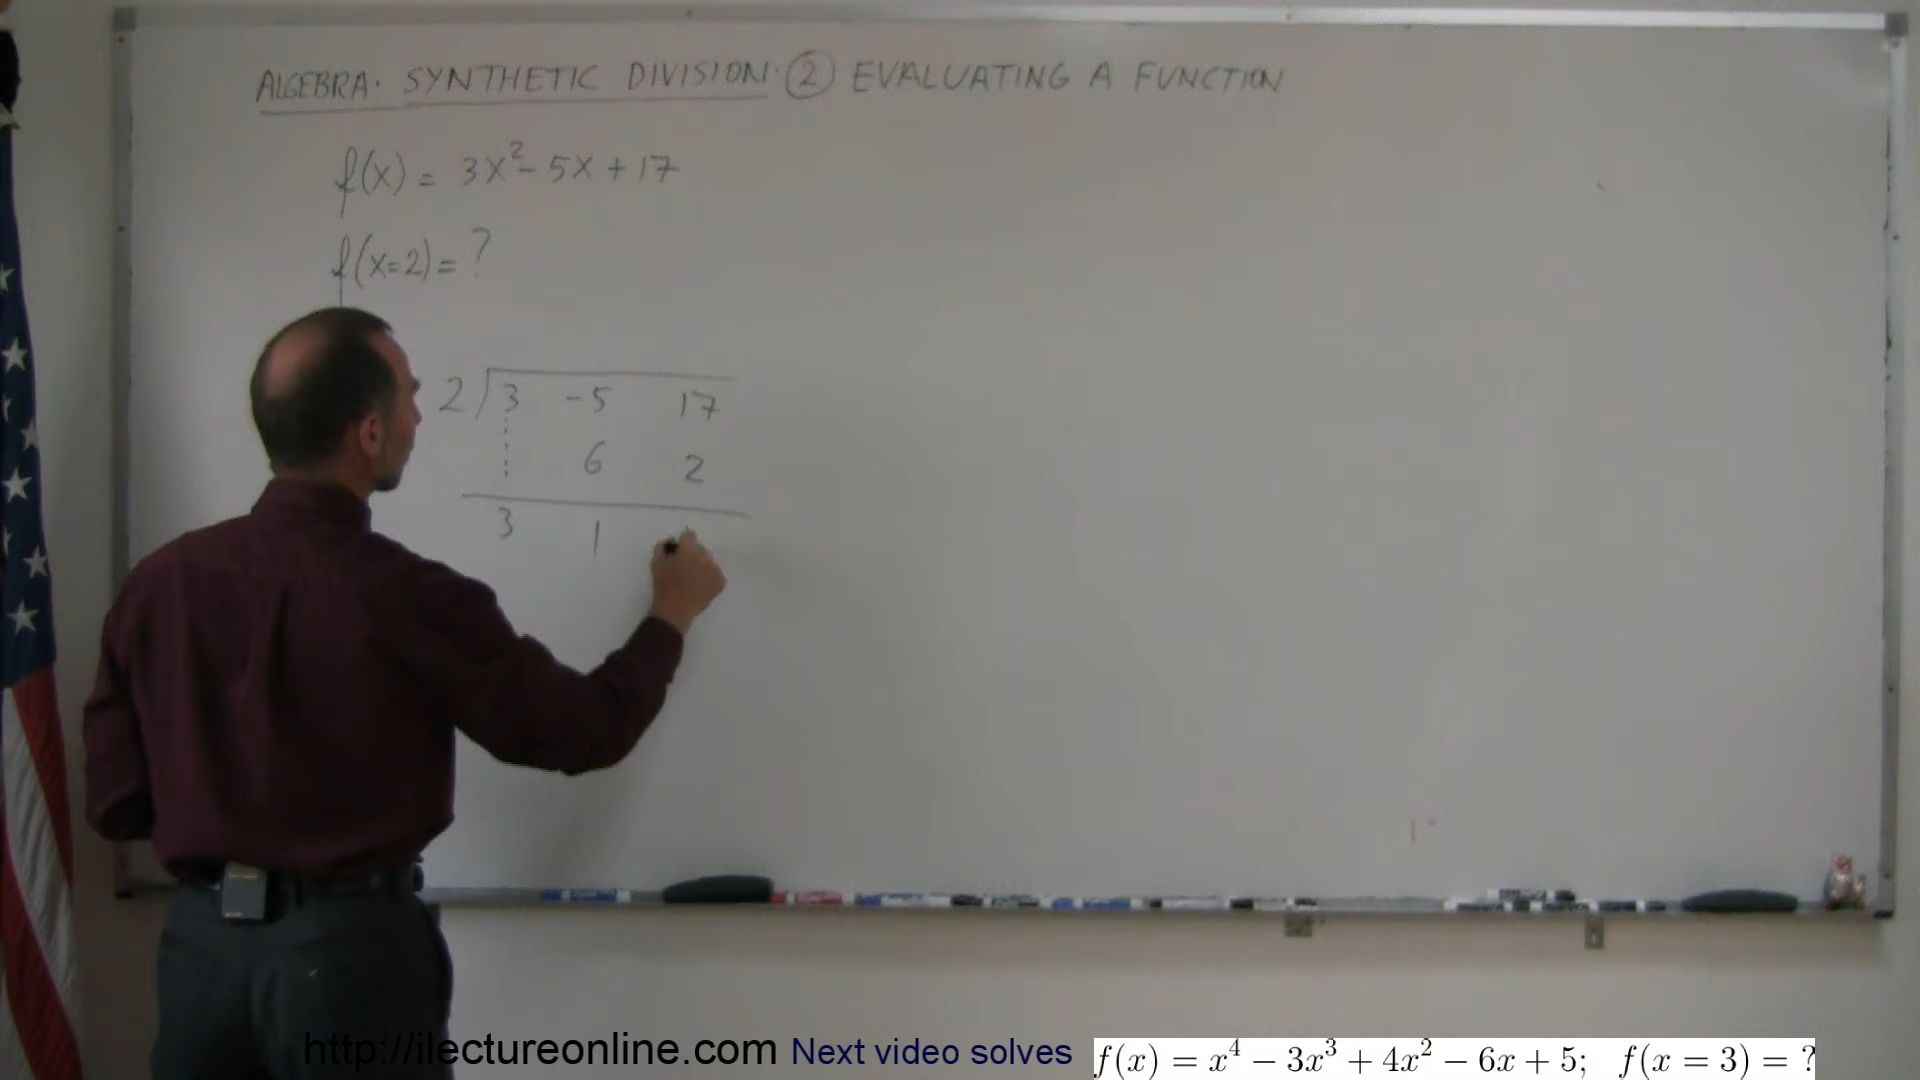 ALGEBRA. SYNTHETIC DIVISION. ② EVALUATING A FUNCTION
f(x) = 3x² - 5x + 17
f(x=2) = ?
2 3 -5 17
6 2
3 1
http://ilectureonline.com Next video solves f(x) = x⁴ − 3x³ + 4x² − 6x + 5; f(x = 3) = ?